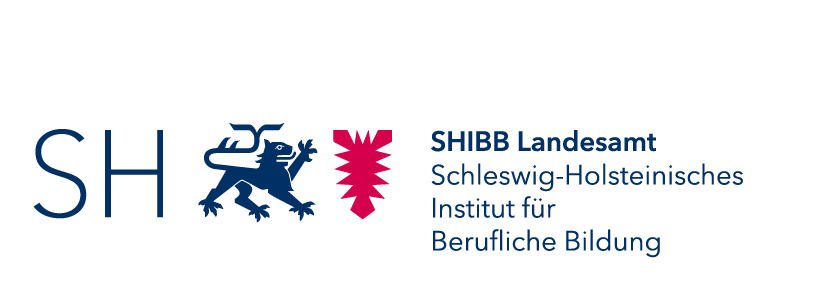 SH
SHIBB Landesamt
Schleswig-Holsteinisches
Institut für
Berufliche Bildung